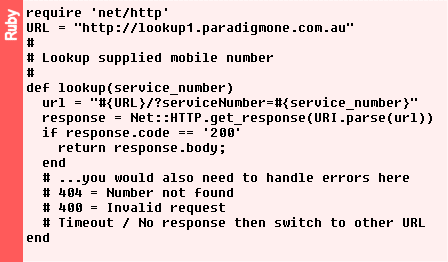 Ruby
require 'net/http'
URL = "http://lookup1.paradigmone.com.au"
#
# Lookup supplied mobile number
#
def lookup(service_number)
  url = "#{URL}/?serviceNumber=#{service_number}"
  response = Net::HTTP.get_response(URI.parse(url))
  if response.code == '200'
    return response.body;
  end
  # ...you would also need to handle errors here
  # 404 = Number not found
  # 400 = Invalid request
  # Timeout / No response then switch to other URL
end